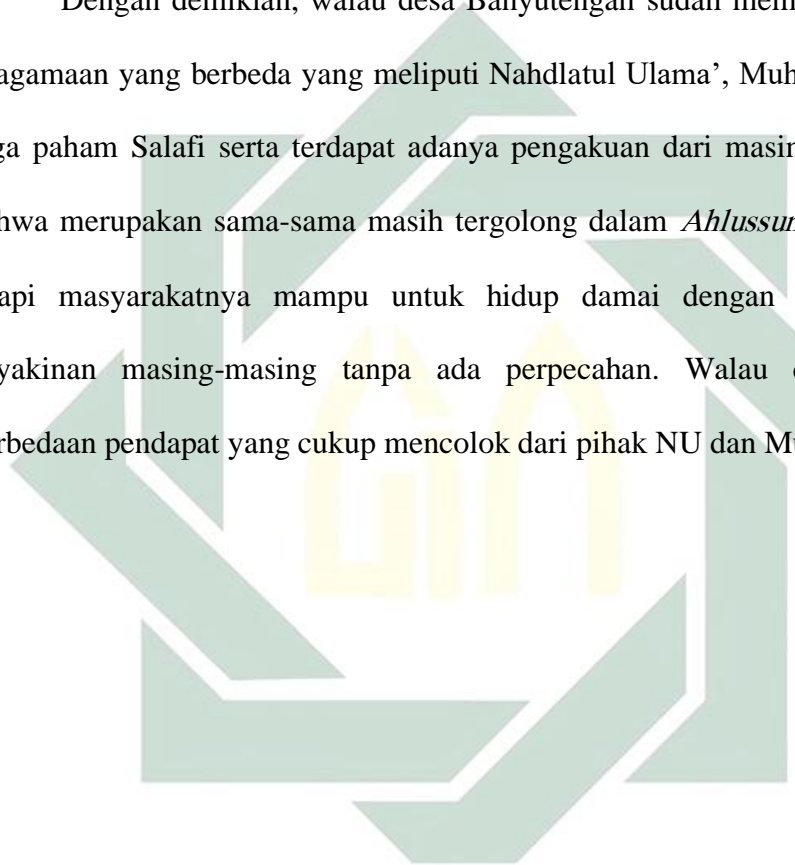 Dengan demikian, walau desa Banyutengah sudah mem
agamaan yang berbeda yang meliputi Nahdlatul Ulama’, Muh
ga paham Salafi serta terdapat adanya pengakuan dari masin
hwa merupakan sama-sama masih tergolong dalam Ahlussun
api masyarakatnya mampu untuk hidup damai dengan
yakinan masing-masing tanpa ada perpecahan. Walau
rbedaan pendapat yang cukup mencolok dari pihak NU dan M